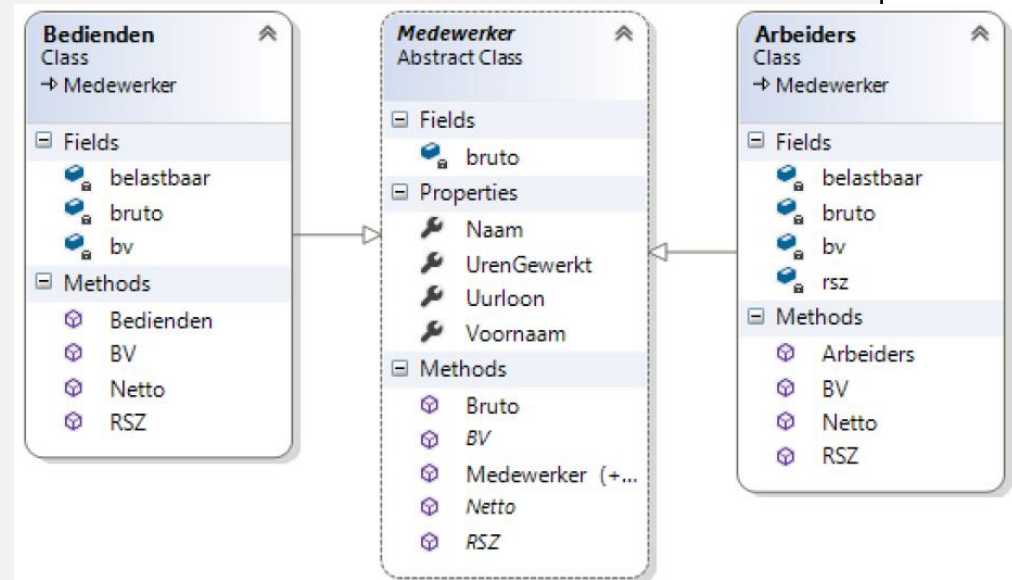 Bedienden
Class
→ Medewerker
Fields
belastbaar
bruto
bv
Methods
Bedienden
BV
Netto
RSZ
Medewerker
Abstract Class
Fields
bruto
Properties
Naam
UrenGewerkt
Uurloon
Voornaam
Methods
Bruto
BV
Medewerker (+...
Netto
RSZ
Arbeiders
Class
→ Medewerker
Fields
belastbaar
bruto
bv
rsz
Methods
Arbeiders
BV
Netto
RSZ